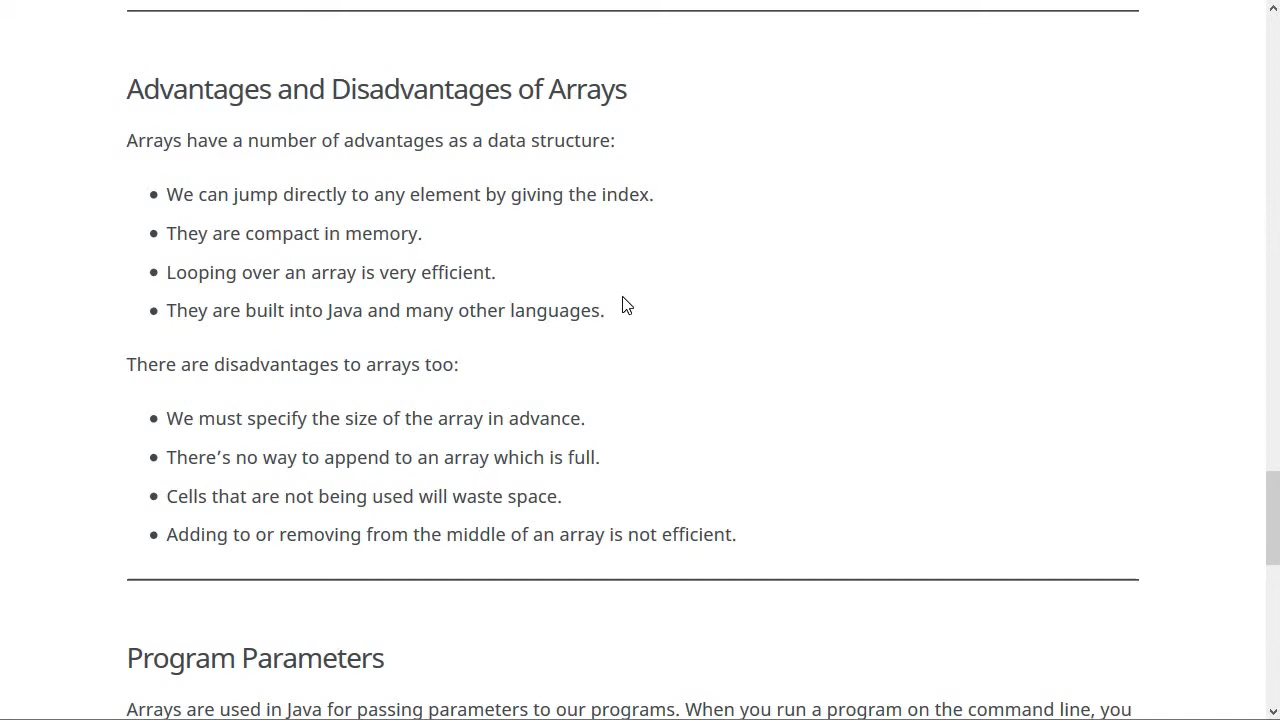 Advantages and Disadvantages of Arrays
Arrays have a number of advantages as a data structure:
• We can jump directly to any element by giving the index.
• They are compact in memory.
• Looping over an array is very efficient.
• They are built into Java and many other languages.
There are disadvantages to arrays too:
• We must specify the size of the array in advance.
• There’s no way to append to an array which is full.
• Cells that are not being used will waste space.
• Adding to or removing from the middle of an array is not efficient.
Program Parameters
Arrays are used in Java for passing parameters to our programs. When you run a program on the command line, you